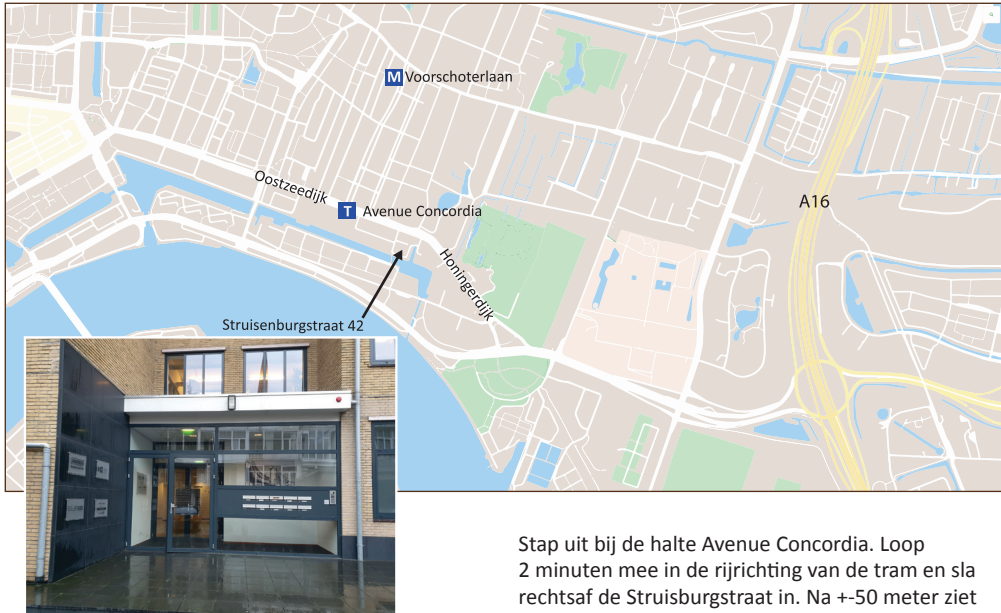 M Voorschoterlaan
Oostzeedijk
T Avenue Concordia
A16
Honingerdijk
Struisenburgstraat 42
Stap uit bij de halte Avenue Concordia. Loop
2 minuten mee in de rijrichting van de tram en sla
rechtsaf de Struisburgstraat in. Na +-50 meter ziet